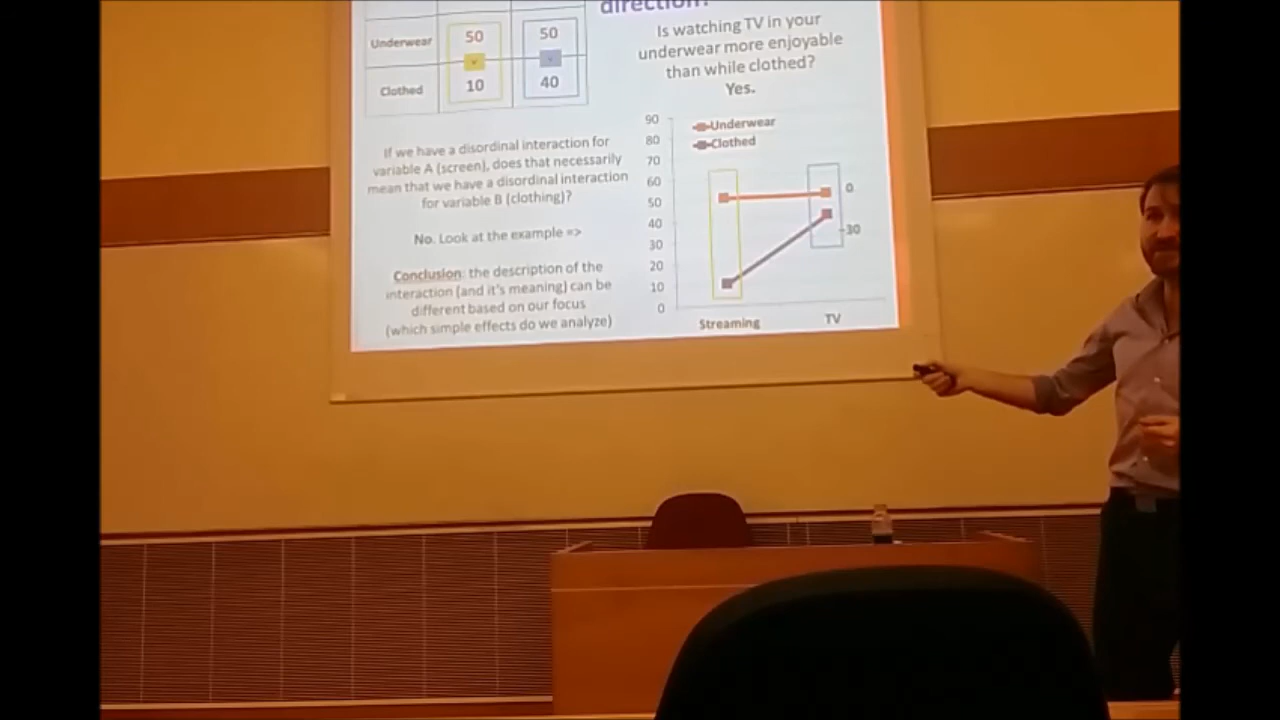 direction?
Underwear 50 50
Clothed 10 40
Is watching TV in your
underwear more enjoyable
than while clothed?
Yes.
If we have a disordinal interaction for
variable A (screen), does that necessarily
mean that we have a disordinal interaction
for variable B (clothing)?
No. Look at the example =>
Conclusion: the description of the
interaction (and it's meaning) can be
different based on our focus
(which simple effects do we analyze)
Underwear
Clothed
90
80
70
60
50
40
30
20
10
0
0
-30
Streaming TV